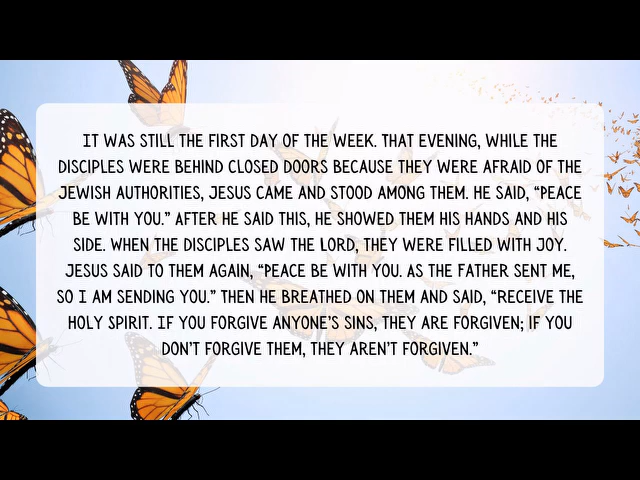 IT WAS STILL THE FIRST DAY OF THE WEEK. THAT EVENING, WHILE THE
DISCIPLES WERE BEHIND CLOSED DOORS BECAUSE THEY WERE AFRAID OF THE
JEWISH AUTHORITIES, JESUS CAME AND STOOD AMONG THEM. HE SAID, “PEACE
BE WITH YOU.” AFTER HE SAID THIS, HE SHOWED THEM HIS HANDS AND HIS
SIDE. WHEN THE DISCIPLES SAW THE LORD, THEY WERE FILLED WITH JOY.
JESUS SAID TO THEM AGAIN, “PEACE BE WITH YOU. AS THE FATHER SENT ME,
SO I AM SENDING YOU.” THEN HE BREATHED ON THEM AND SAID, “RECEIVE THE
HOLY SPIRIT. IF YOU FORGIVE ANYONE’S SINS, THEY ARE FORGIVEN; IF YOU
DON’T FORGIVE THEM, THEY AREN’T FORGIVEN.”